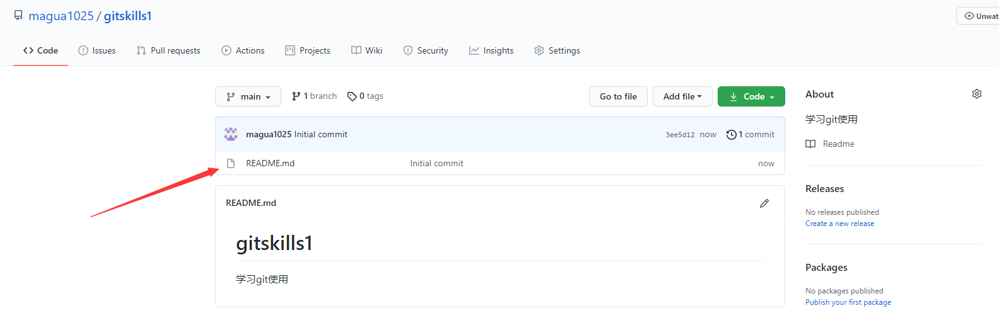 magua1025 / gitskills1
Unwat
Code Issues Pull requests Actions Projects Wiki Security Insights Settings
main 1 branch 0 tags Go to file Add file Code
magua1025 Initial commit 3ee5d12 now 1 commit
README.md Initial commit now
README.md
gitskills1
学习git使用
About
学习git使用
Readme
Releases
No releases published
Create a new release
Packages
No packages published
Publish your first package